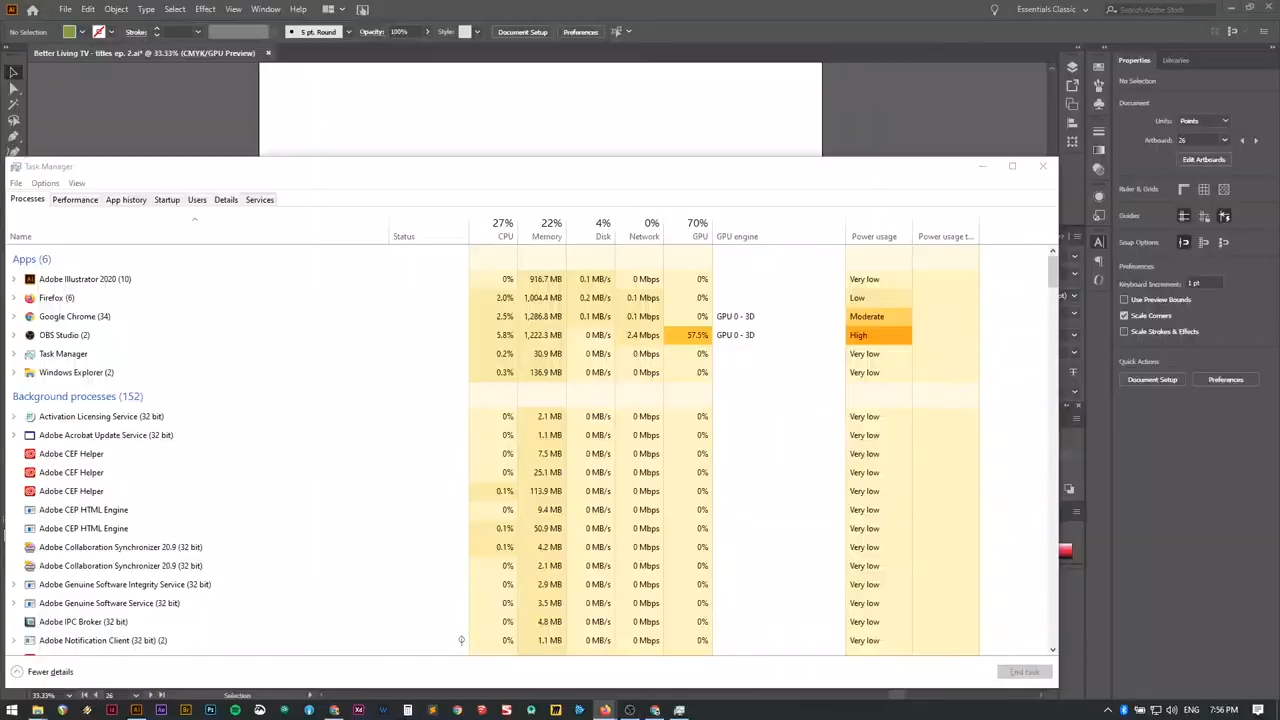 Ai File Edit Object Type Select Effect View Window Help Essentials Classic Search Adobe Stock
No Selection Stroke: 5 pt. Round Opacity: 100% Style: Document Setup Preferences
Better Living TV - titles ep. 2.ai* @ 33.33% (CMYK/GPU Preview)
Properties Libraries
No Selection
Document
Units: Points
Artboard: 26
Edit Artboards
Ruler & Grids
Guides
Snap Options
Preferences
Keyboard Increment: 1 pt
Use Preview Bounds
Scale Corners
Scale Strokes & Effects
Quick Actions
Document Setup Preferences
Task Manager
File Options View
Processes Performance App history Startup Users Details Services
27% 22% 4% 0% 70%
Name Status CPU Memory Disk Network GPU GPU engine Power usage Power usage t...
Apps (6)
Adobe Illustrator 2020 (10) 0% 916.7 MB 0.1 MB/s 0 Mbps 0% Very low
Firefox (6) 2.0% 1,004.4 MB 0.2 MB/s 0.1 Mbps 0% Low
Google Chrome (34) 2.5% 1,286.8 MB 0.1 MB/s 0.1 Mbps 0% GPU 0 - 3D Moderate
OBS Studio (2) 5.8% 1,222.3 MB 0 MB/s 2.4 Mbps 57.5% GPU 0 - 3D High
Task Manager 0.2% 30.9 MB 0 MB/s 0 Mbps 0% Very low
Windows Explorer (2) 0.3% 136.9 MB 0 MB/s 0 Mbps 0% Very low
Background processes (152)
Activation Licensing Service (32 bit) 0% 2.1 MB 0 MB/s 0 Mbps 0% Very low
Adobe Acrobat Update Service (32 bit) 0% 1.1 MB 0 MB/s 0 Mbps 0% Very low
Adobe CEF Helper 0% 7.5 MB 0 MB/s 0 Mbps 0% Very low
Adobe CEF Helper 0% 25.1 MB 0 MB/s 0 Mbps 0% Very low
Adobe CEF Helper 0.1% 113.9 MB 0 MB/s 0 Mbps 0% Very low
Adobe CEP HTML Engine 0% 9.4 MB 0 MB/s 0 Mbps 0% Very low
Adobe CEP HTML Engine 0.1% 50.9 MB 0 MB/s 0 Mbps 0% Very low
Adobe Collaboration Synchronizer 20.9 (32 bit) 0.1% 4.2 MB 0 MB/s 0 Mbps 0% Very low
Adobe Collaboration Synchronizer 20.9 (32 bit) 0% 2.1 MB 0 MB/s 0 Mbps 0% Very low
Adobe Genuine Software Integrity Service (32 bit) 0% 2.9 MB 0 MB/s 0 Mbps 0% Very low
Adobe Genuine Software Service (32 bit) 0% 3.5 MB 0 MB/s 0 Mbps 0% Very low
Adobe IPC Broker (32 bit) 0% 4.8 MB 0 MB/s 0 Mbps 0% Very low
Adobe Notification Client (32 bit) (2) 0% 1.1 MB 0 MB/s 0 Mbps 0% Very low
Fewer details End task
33.33% 26 Selection
ENG 7:56 PM